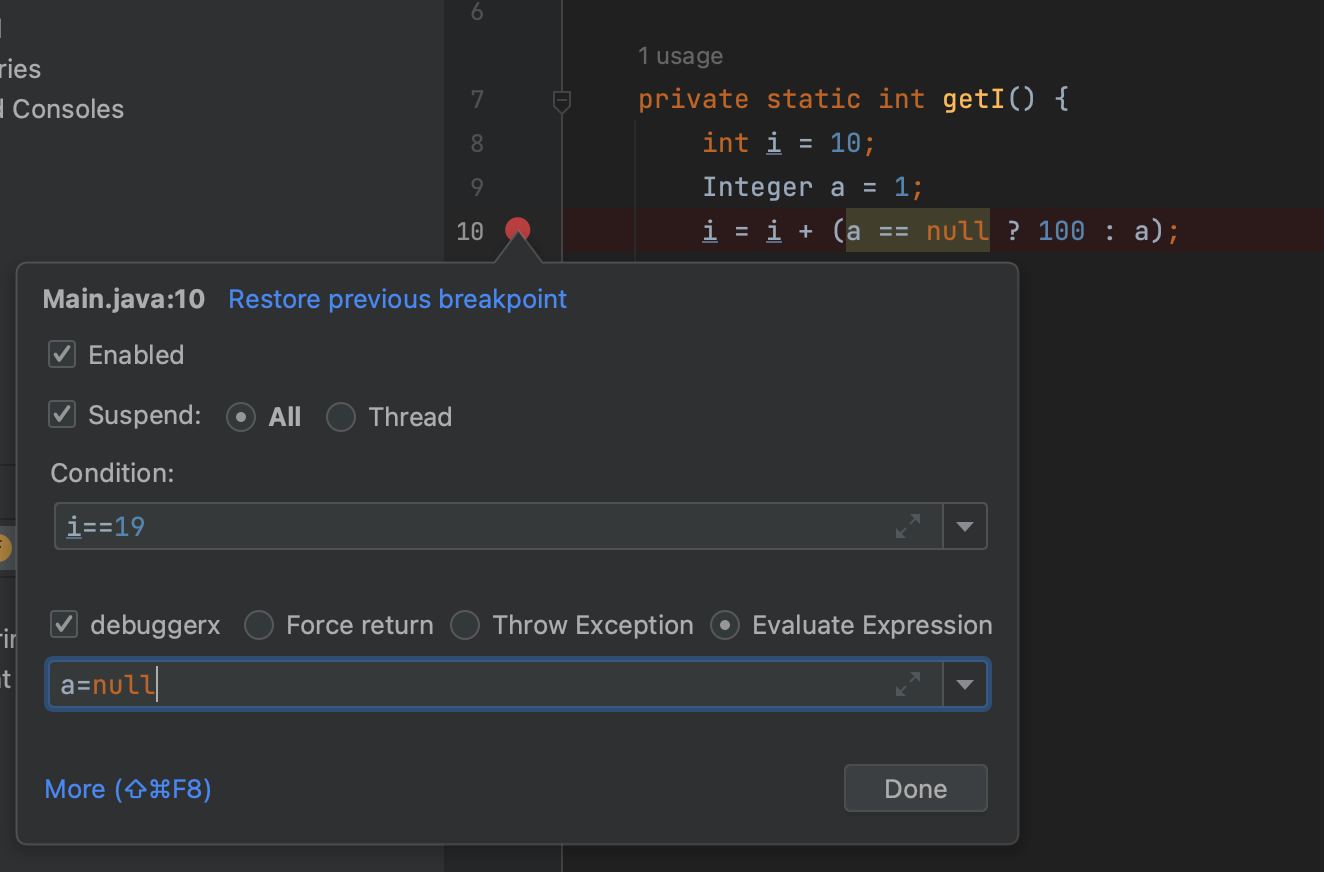 6
ries
1 usage
7 private static int getI() {
Consoles
8 int i = 10;
9 Integer a = 1;
10 i = i + (a == null ? 100 : a);
Main.java:10 Restore previous breakpoint
Enabled
Suspend: All Thread
Condition:
i==19
debuggerx Force return Throw Exception Evaluate Expression
a=null
More (⇧⌘F8)
Done